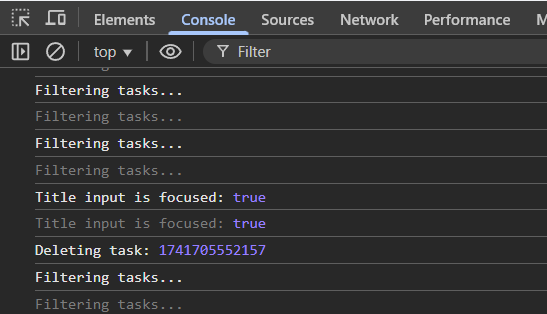 Elements Console Sources Network Performance M
top ▼ Filter
Filtering tasks...
Filtering tasks...
Filtering tasks...
Filtering tasks...
Title input is focused: true
Title input is focused: true
Deleting task: 1741705552157
Filtering tasks...
Filtering tasks...